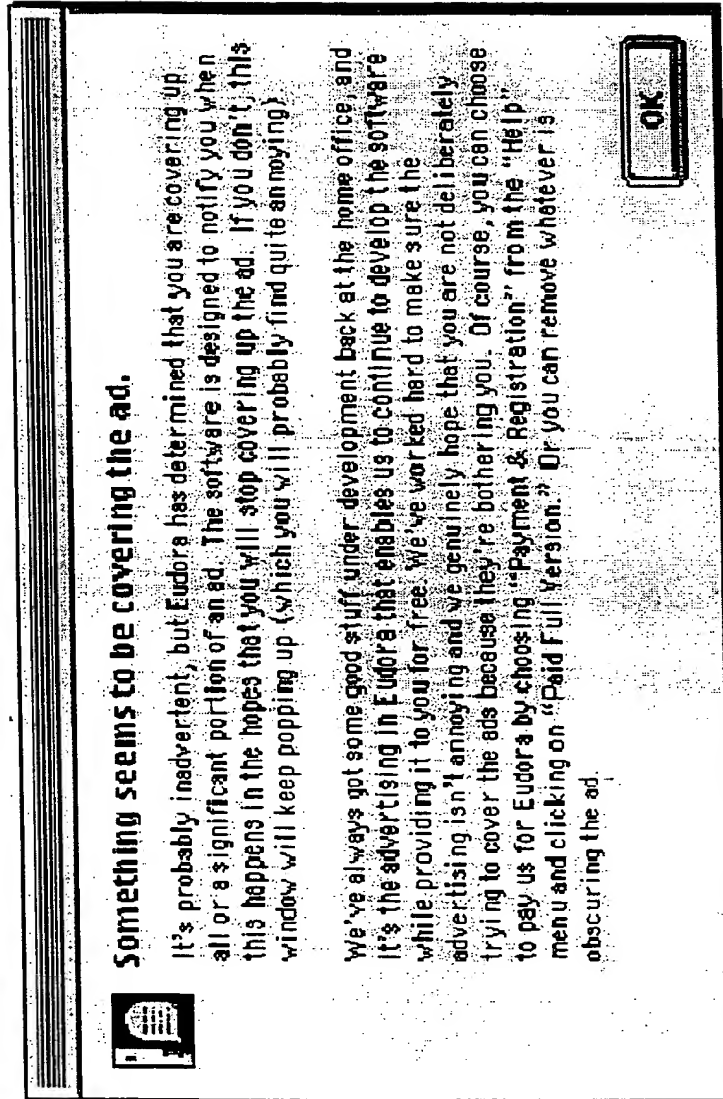 Something seems to be covering the ad.
It's probably inadvertent, but Eudora has determined that you are covering up
all or a significant portion of an ad. The software is designed to notify you when
this happens in the hopes that you will stop covering up the ad. If you don't, this
window will keep popping up (which you will probably find quite annoying)
We've always got some good stuff under development back at the home office, and
it's the advertising in Eudora that enables us to continue to develop the software
while providing it to you for free. We've worked hard to make sure the
advertising isn't annoying and we genuinely hope that you are not deliberately
trying to cover the ads because they're bothering you. Of course, you can choose
to pay us for Eudora by choosing "Payment & Registration" from the "Help"
menu and clicking on "Paid Full Version." Or you can remove whatever is
obscuring the ad.
OK